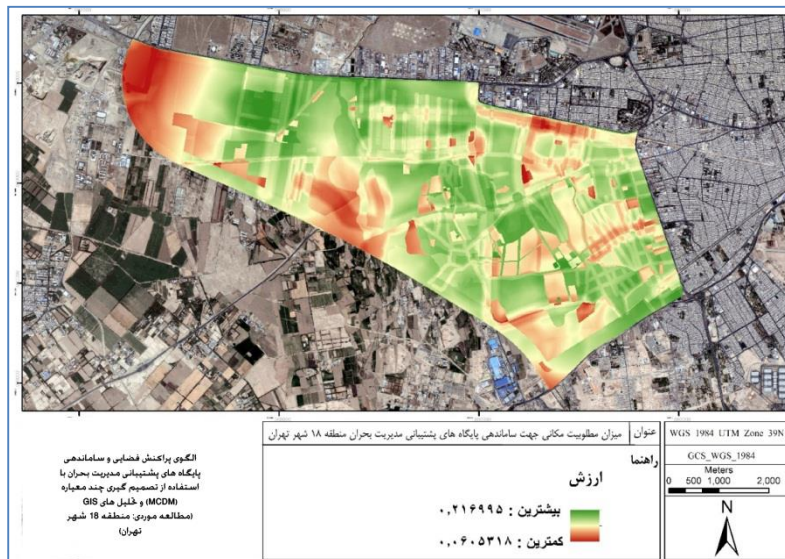 میزان مطلوبیت مکانی جهت ساماندهی پایگاه های پشتیبانی مدیریت بحران منطقه ۱۸ شهر تهران
عنوان
WGS 1984 UTM Zone 39N
GCS_WGS_1984
Meters
0 500 1,000 2,000
N
راهنما
ارزش
بیشترین : ۰,۲۱۶۹۹۵
کمترین : ۰,۰۶۰۵۳۱۸
الگوی پراکنش فضایی و ساماندهی
پایگاه های پشتیبانی مدیریت بحران با
استفاده از تصمیم گیری چند معیاره
(MCDM) و تحلیل های GIS
(مطالعه موردی: منطقه 18 شهر
تهران)